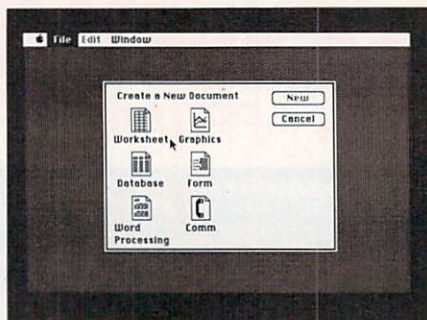 File Edit Window
Create a New Document
New
Cancel
Worksheet Graphics
Database Form
Word Processing Comm